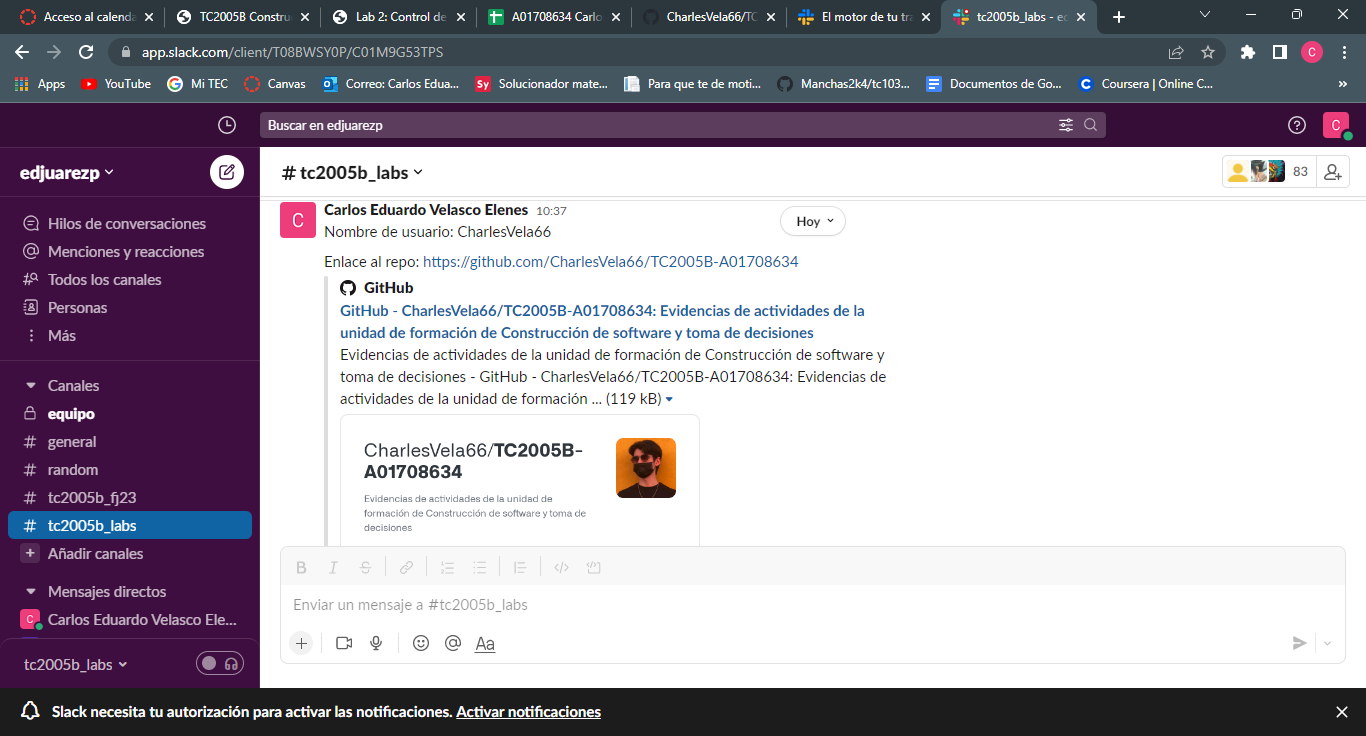 Acceso al calenda
TC2005B Constru
Lab 2: Control de
A01708634 Carlo
CharlesVela66/TC
El motor de tu tra
tc2005b_labs - ed
app.slack.com/client/T08BWSY0P/C01M9G53TPS
C
Apps
YouTube
Mi TEC
Canvas
Correo: Carlos Edua...
Sy
Solucionador mate...
Para que te de moti...
Manchas2k4/tc103...
Documentos de Go...
C
Coursera | Online C...
»
Buscar en edjuarezp
C
edjuarezp
# tc2005b_labs
83
Hilos de conversaciones
Menciones y reacciones
Todos los canales
Personas
Más
Canales
equipo
# general
# random
# tc2005b_fj23
# tc2005b_labs
+ Añadir canales
Mensajes directos
C
Carlos Eduardo Velasco Ele...
tc2005b_labs
C
Carlos Eduardo Velasco Elenes 10:37
Hoy
Nombre de usuario: CharlesVela66
Enlace al repo: https://github.com/CharlesVela66/TC2005B-A01708634
GitHub
GitHub - CharlesVela66/TC2005B-A01708634: Evidencias de actividades de la
unidad de formación de Construcción de software y toma de decisiones
Evidencias de actividades de la unidad de formación de Construcción de software y
toma de decisiones - GitHub - CharlesVela66/TC2005B-A01708634: Evidencias de
actividades de la unidad de formación ... (119 kB)
CharlesVela66/TC2005B-
A01708634
Evidencias de actividades de la unidad de
formación de Construcción de software y toma de
decisiones
B I S
Enviar un mensaje a #tc2005b_labs
+
@
Aa
Slack necesita tu autorización para activar las notificaciones. Activar notificaciones